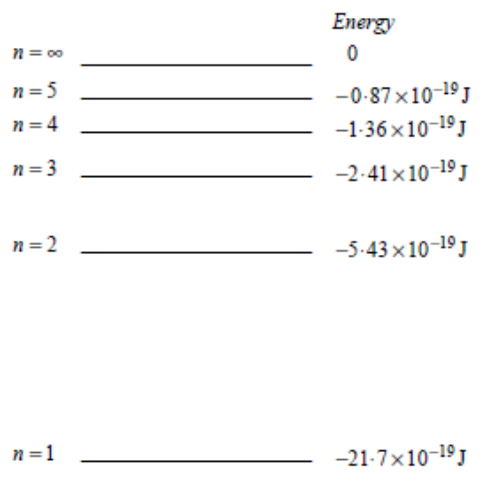 Energy
n = ∞ 0
n = 5 −0·87×10⁻¹⁹ J
n = 4 −1·36×10⁻¹⁹ J
n = 3 −2·41×10⁻¹⁹ J
n = 2 −5·43×10⁻¹⁹ J
n = 1 −21·7×10⁻¹⁹ J